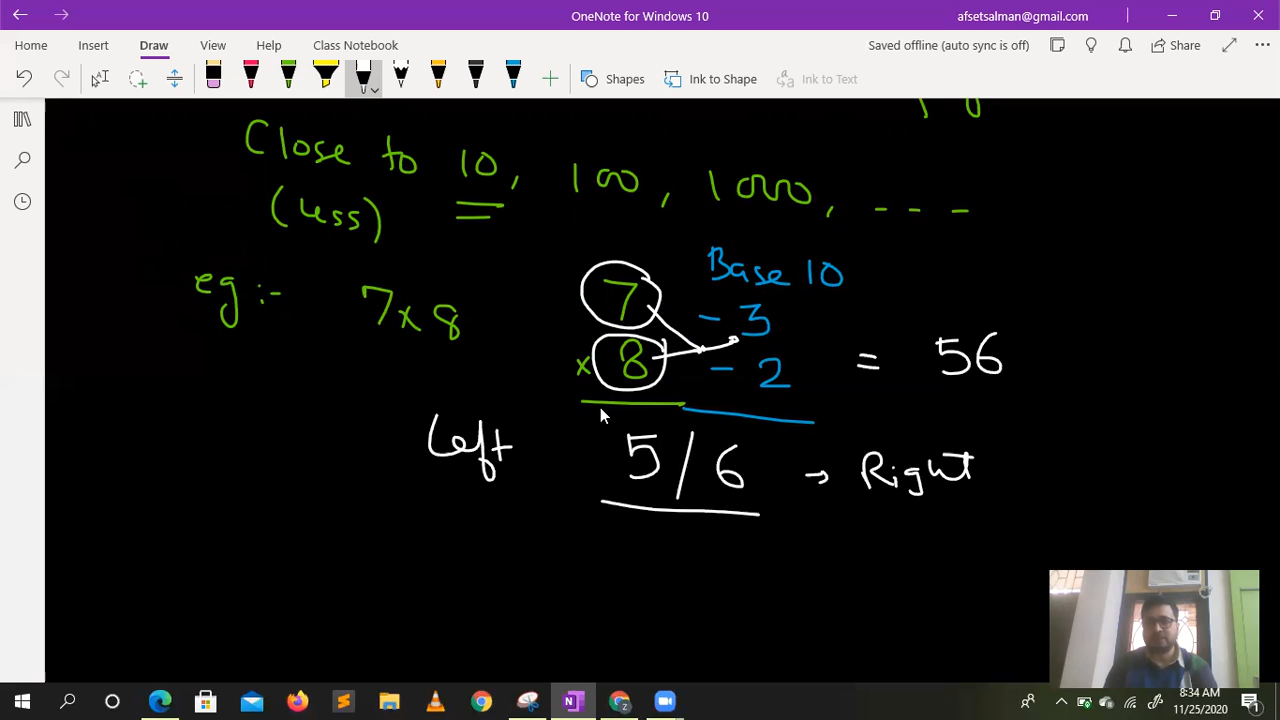 OneNote for Windows 10
afsetsalman@gmail.com
Home Insert Draw View Help Class Notebook
Saved offline (auto sync is off)
Share
Shapes
Ink to Shape
Ink to Text
Close to 10, 100, 1000, - - -
(less)
eg :- 7x8
Base 10
7 - 3
x 8 - 2 = 56
Left 5/6 → Right
8:34 AM
11/25/2020